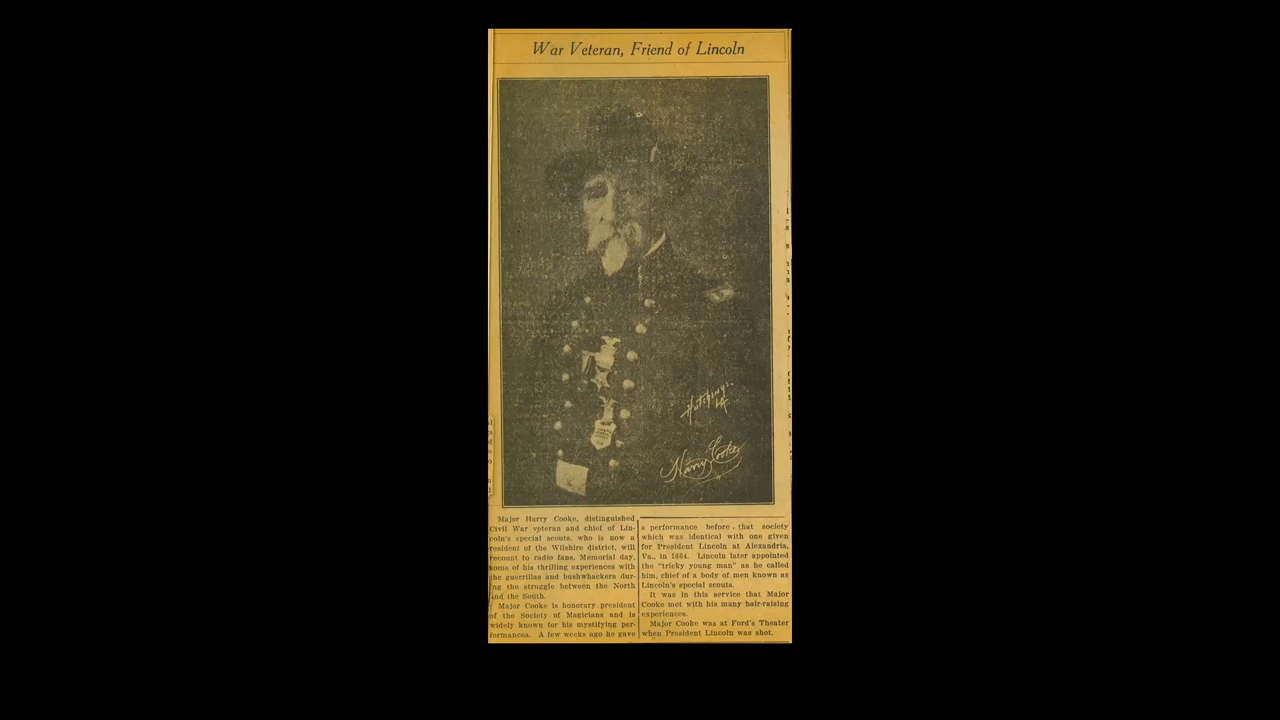 War Veteran, Friend of Lincoln
Hutchings.
LA
Harry Cooke
Major Harry Cooke, distinguished
Civil War veteran and chief of Lin-
coln's special scouts, who is now a
resident of the Wilshire district, will
recount to radio fans, Memorial day,
some of his thrilling experiences with
the guerrillas and bushwhackers dur-
ing the struggle between the North
and the South.
Major Cooke is honorary president
of the Society of Magicians and is
widely known for his mystifying per-
formances. A few weeks ago he gave
a performance before that society
which was identical with one given
for President Lincoln at Alexandria,
Va., in 1864. Lincoln later appointed
the "tricky young man" as he called
him, chief of a body of men known as
Lincoln's special scouts.
It was in this service that Major
Cooke met with his many hair-raising
experiences.
Major Cooke was at Ford's Theater
when President Lincoln was shot.